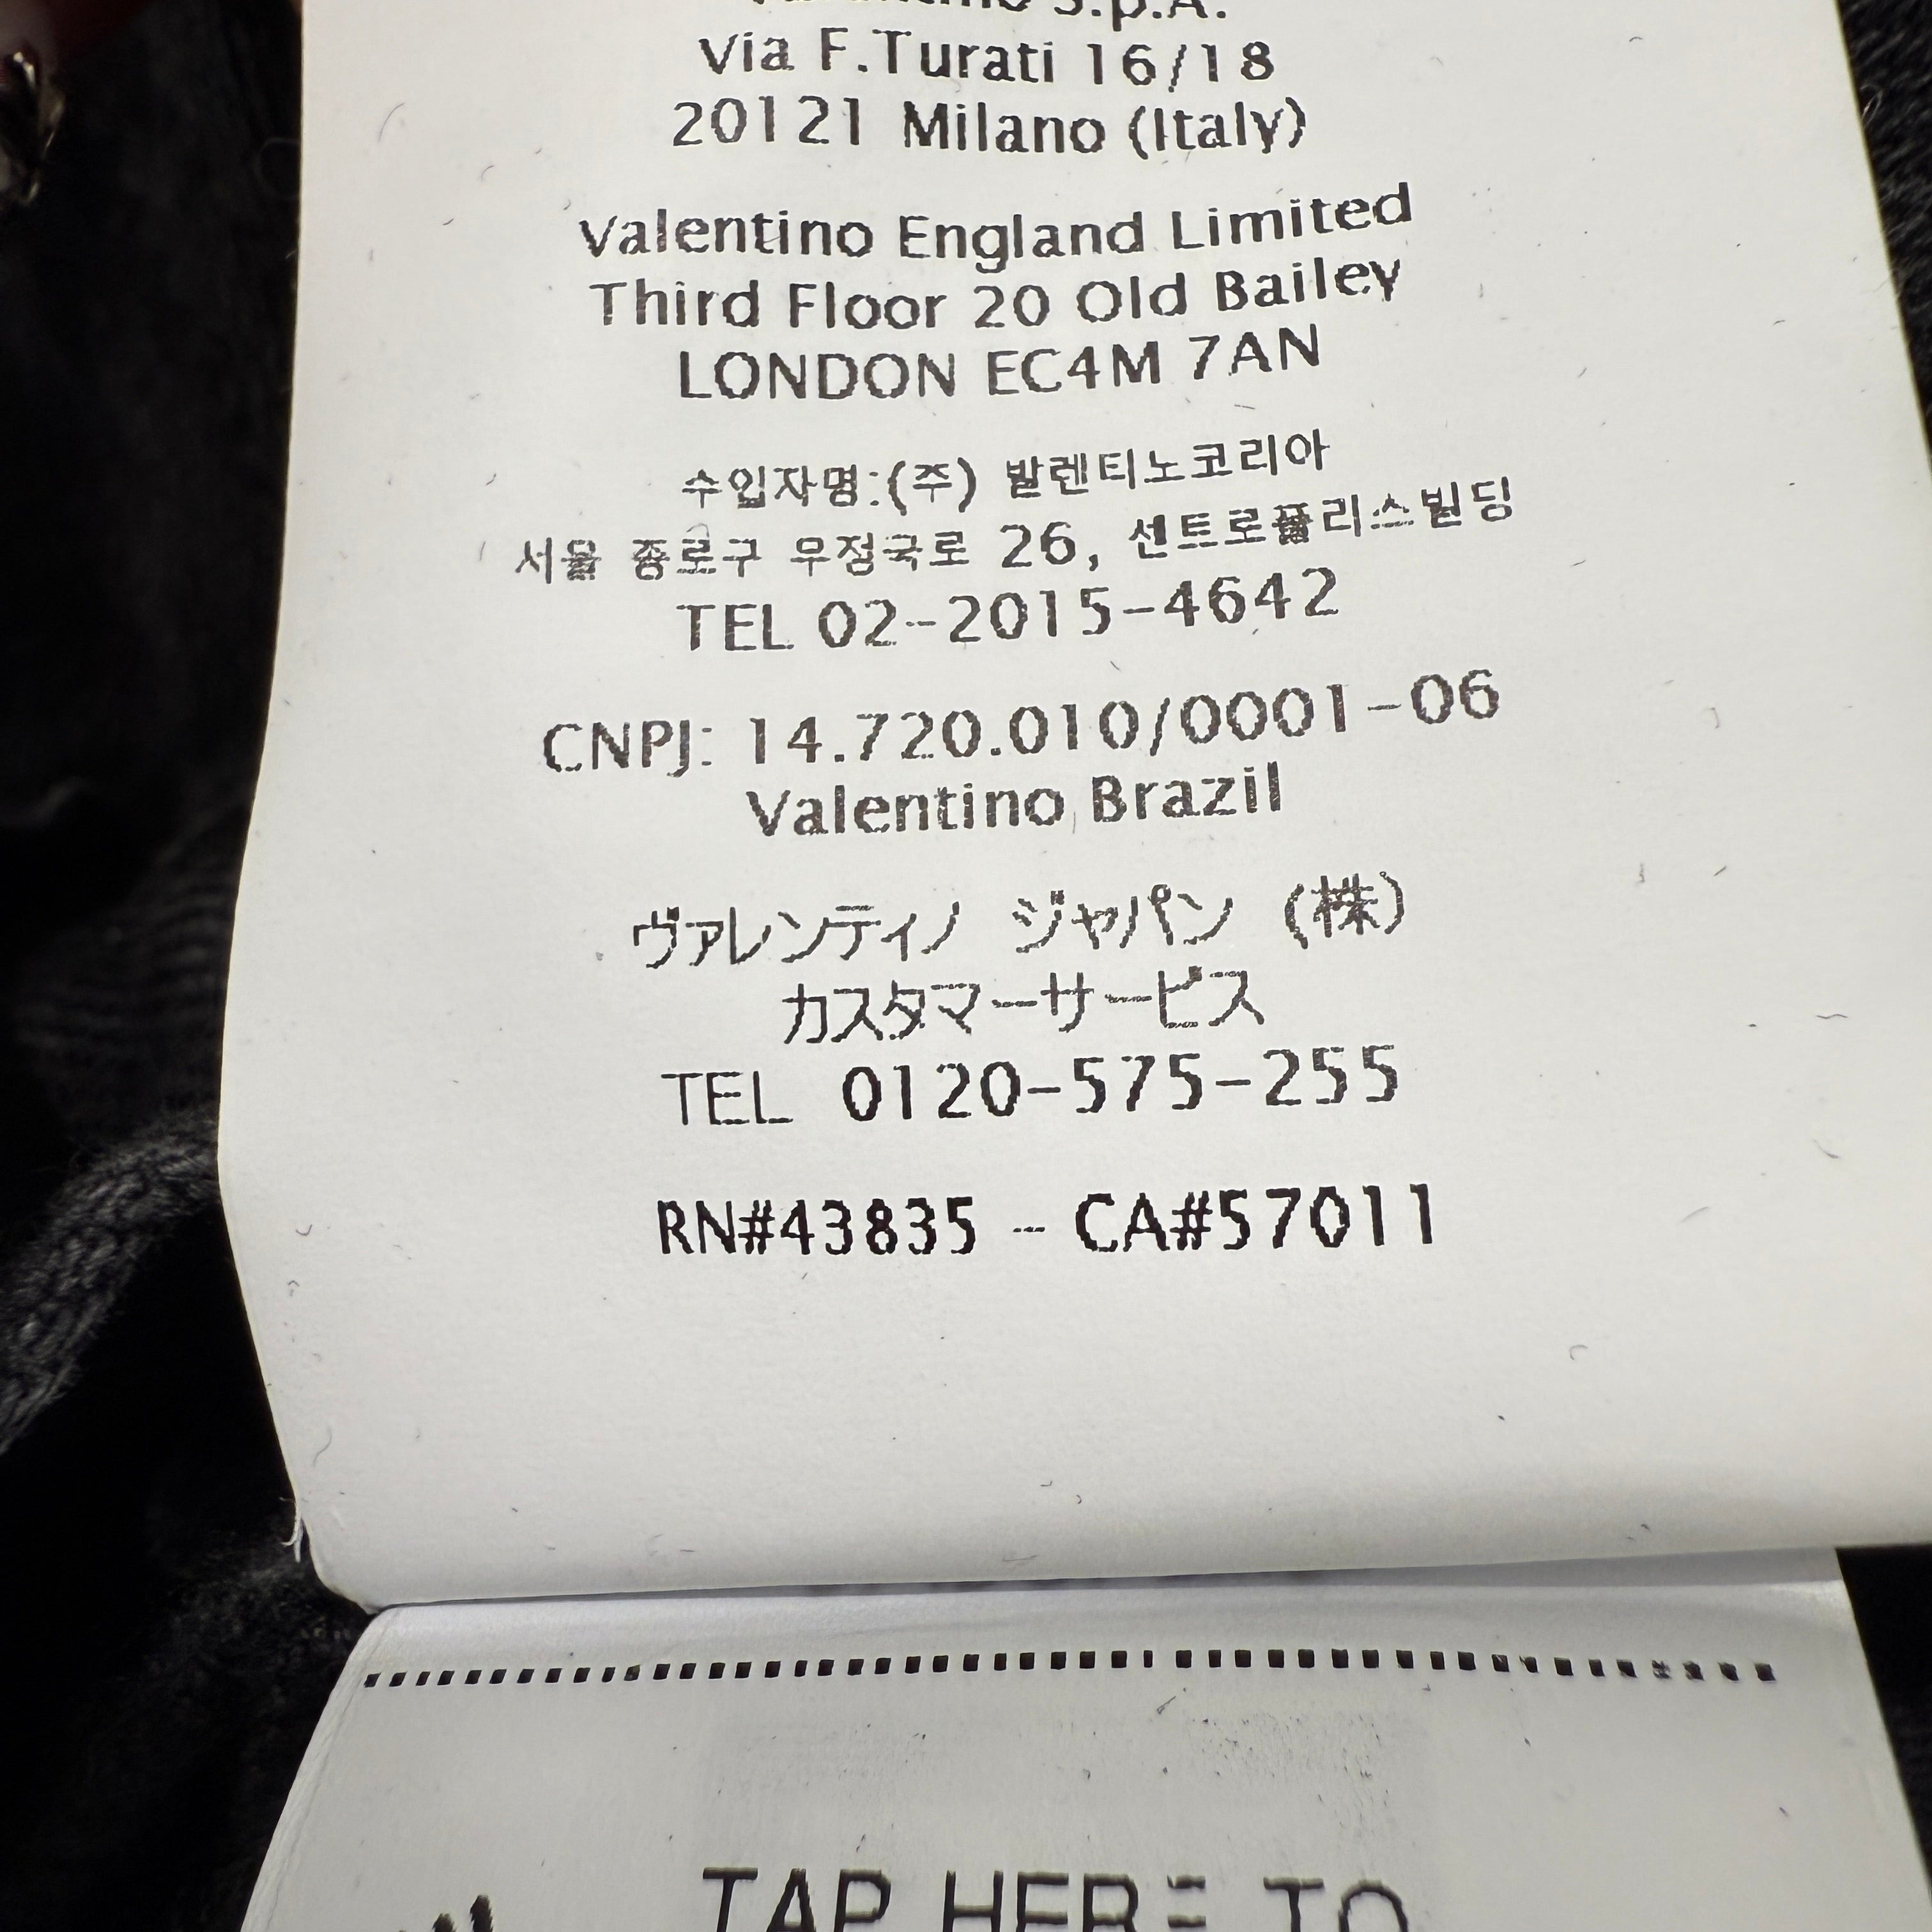 S.p.A.
Via F.Turati 16/18
20121 Milano (Italy)
Valentino England Limited
Third Floor 20 Old Bailey
LONDON EC4M 7AN
수입자명:(주) 발렌티노코리아
서울 종로구 우정국로 26, 센트로폴리스빌딩
TEL 02-2015-4642
CNPJ: 14.720.010/0001-06
Valentino Brazil
ヴァレンティノ ジャパン (株)
カスタマーサービス
TEL 0120-575-255
RN#43835 - CA#57011
TAP HERE TO